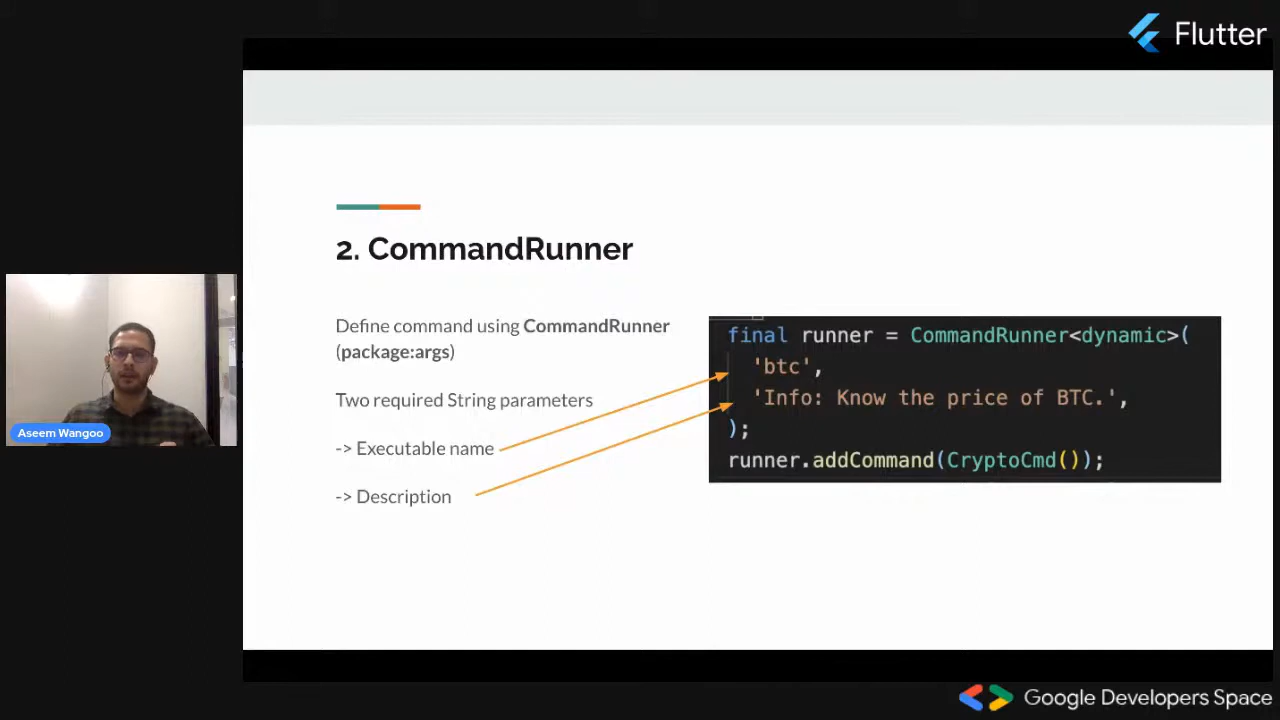 Flutter
2. CommandRunner
Define command using CommandRunner
(package:args)
Two required String parameters
-> Executable name
-> Description
final runner = CommandRunner<dynamic>(
'btc',
'Info: Know the price of BTC.',
);
runner.addCommand(CryptoCmd());
Aseem Wangoo
Google Developers Space